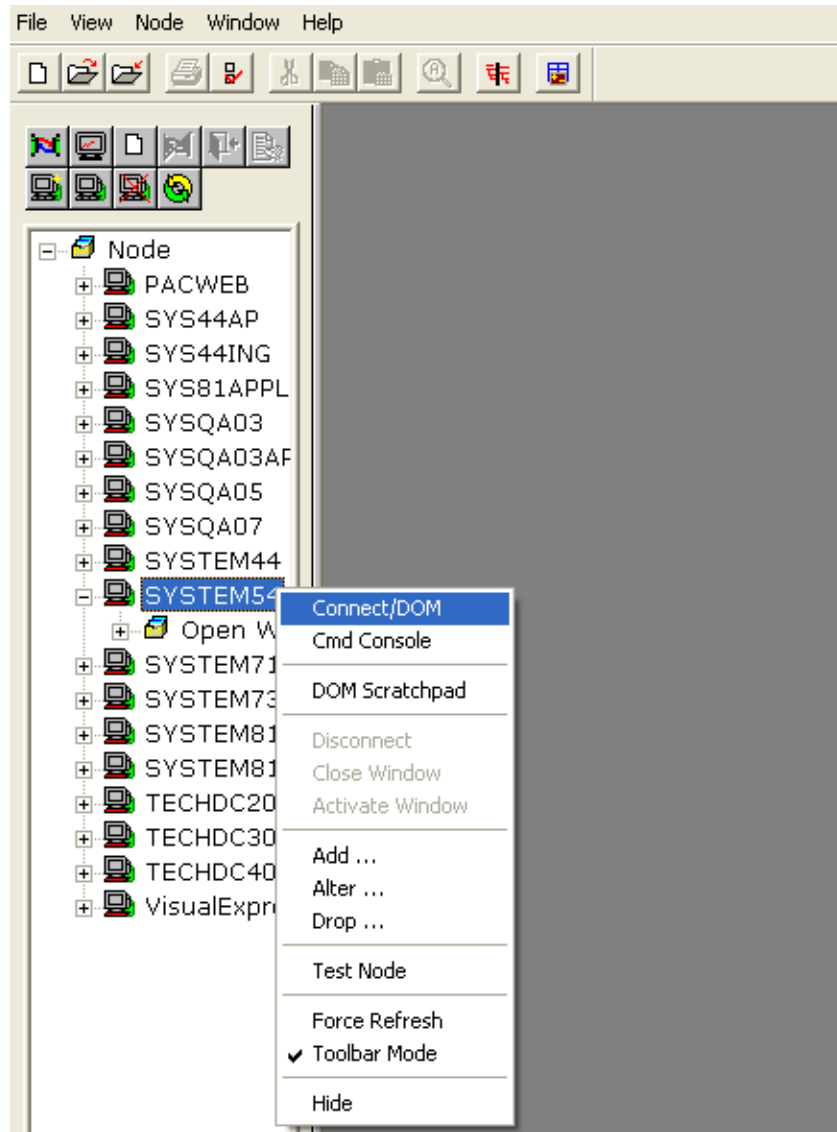 File View Node Window Help
Node
PACWEB
SYS44AP
SYS44ING
SYS81APPL
SYSQA03
SYSQA03AP
SYSQA05
SYSQA07
SYSTEM44
SYSTEM54
Open W
SYSTEM71
SYSTEM73
SYSTEM81
SYSTEM81
TECHDC20
TECHDC30
TECHDC40
VisualExpr
Connect/DOM
Cmd Console
DOM Scratchpad
Disconnect
Close Window
Activate Window
Add ...
Alter ...
Drop ...
Test Node
Force Refresh
Toolbar Mode
Hide